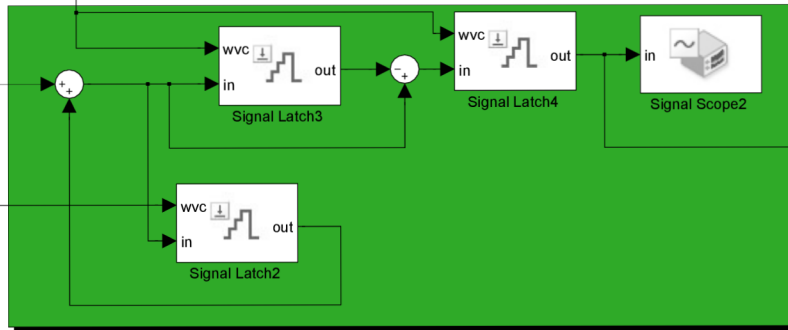 wvc
in
out
Signal Latch3
+
+
−
+
wvc
in
out
Signal Latch4
in
Signal Scope2
wvc
in
out
Signal Latch2